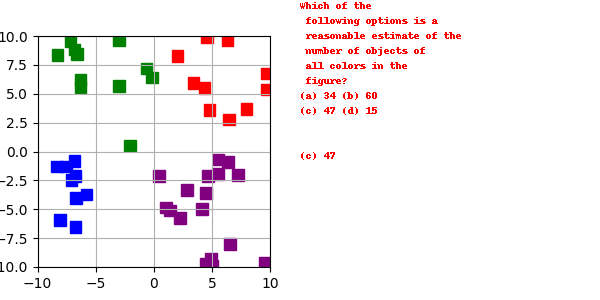 Which of the
following options is a
reasonable estimate of the
number of objects of
all colors in the
figure?
(a) 34 (b) 60
(c) 47 (d) 15
(c) 47
10.0
7.5
5.0
2.5
0.0
−2.5
−5.0
−7.5
10.0
−10 −5 0 5 10